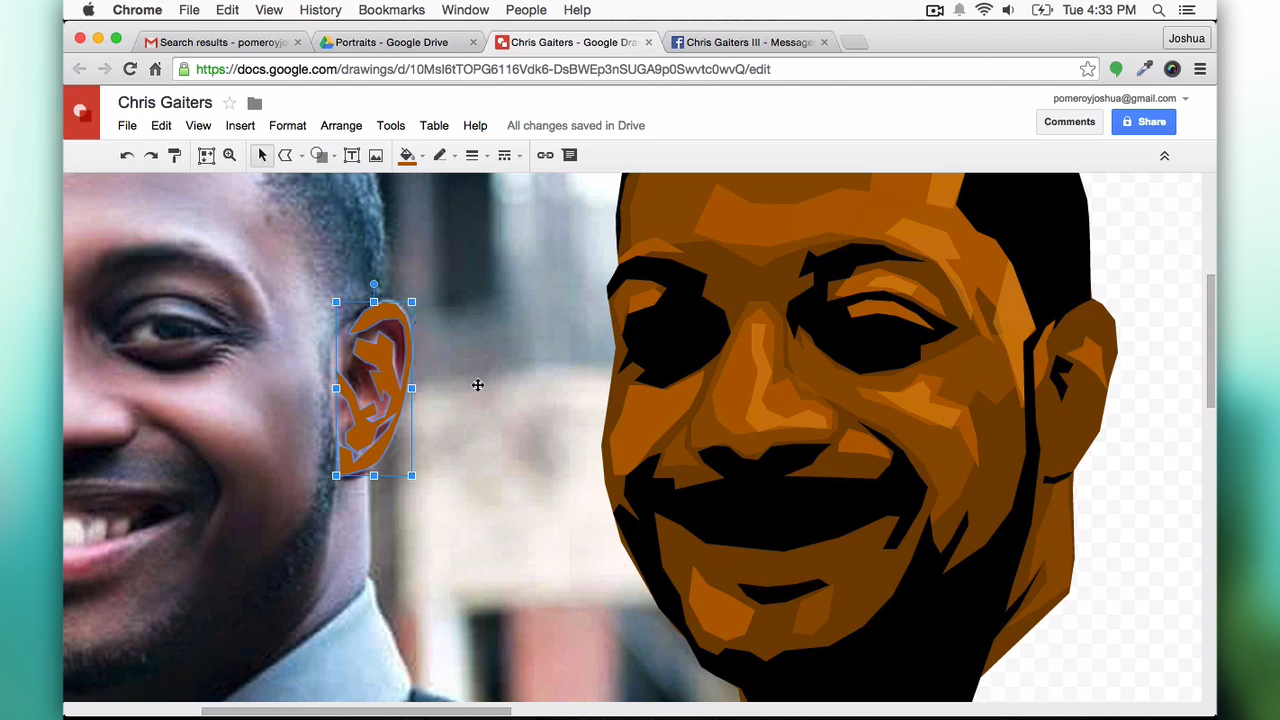 Chrome File Edit View History Bookmarks Window People Help Tue 4:33 PM
Search results - pomeroyjo Portraits - Google Drive Chris Gaiters - Google Dra Chris Gaiters III - Message Joshua
https://docs.google.com/drawings/d/10Msl6tTOPG6116Vdk6-DsBWEp3nSUGA9p0Swvtc0wvQ/edit
Chris Gaiters pomeroyjoshua@gmail.com
File Edit View Insert Format Arrange Tools Table Help All changes saved in Drive Comments Share